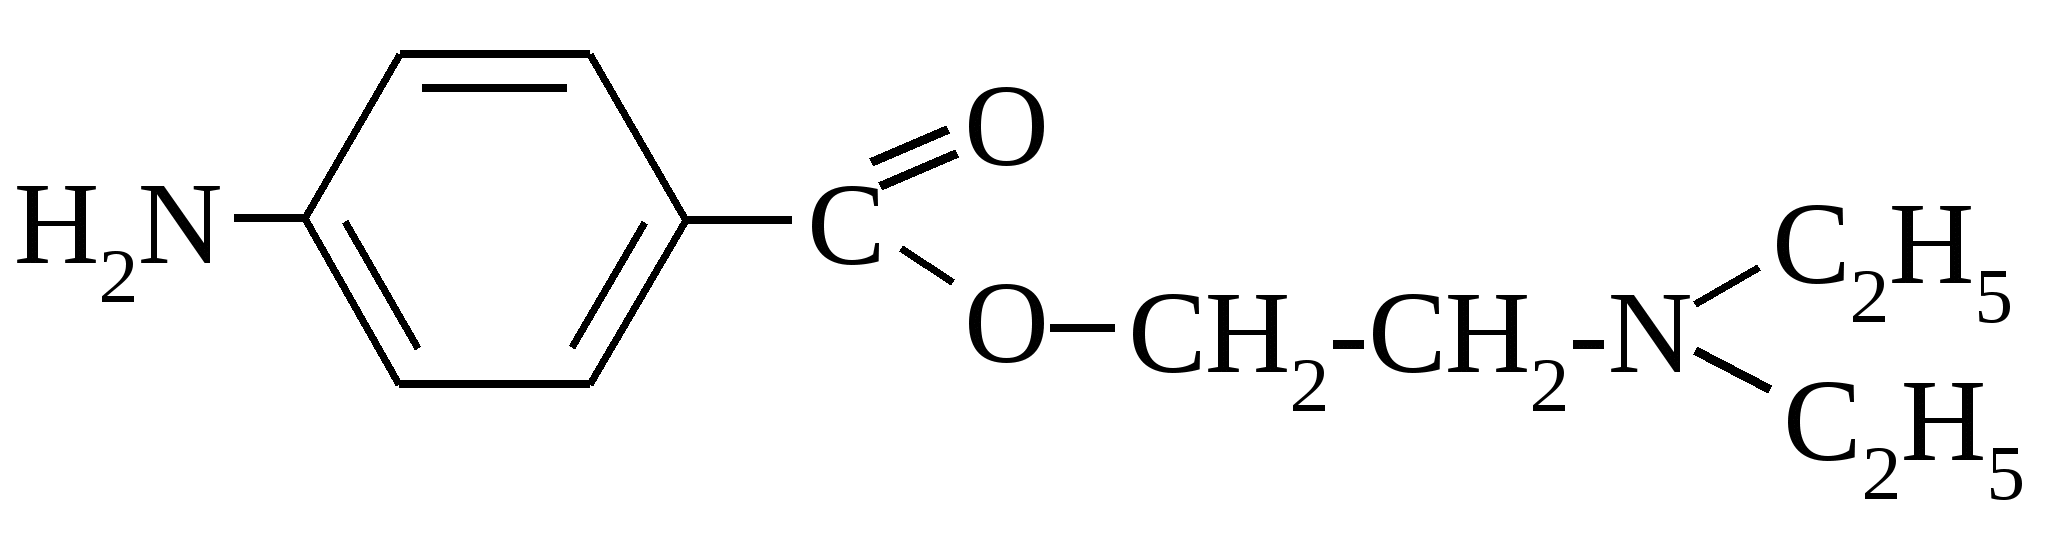 O
H₂N C C₂H₅
O CH₂-CH₂-N
C₂H₅